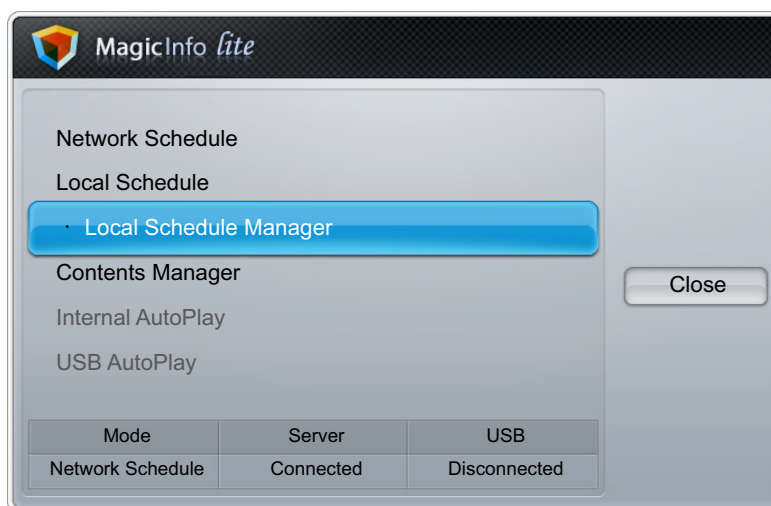 MagicInfo lite
Network Schedule
Local Schedule
· Local Schedule Manager
Contents Manager
Close
Internal AutoPlay
USB AutoPlay
Mode Server USB
Network Schedule Connected Disconnected